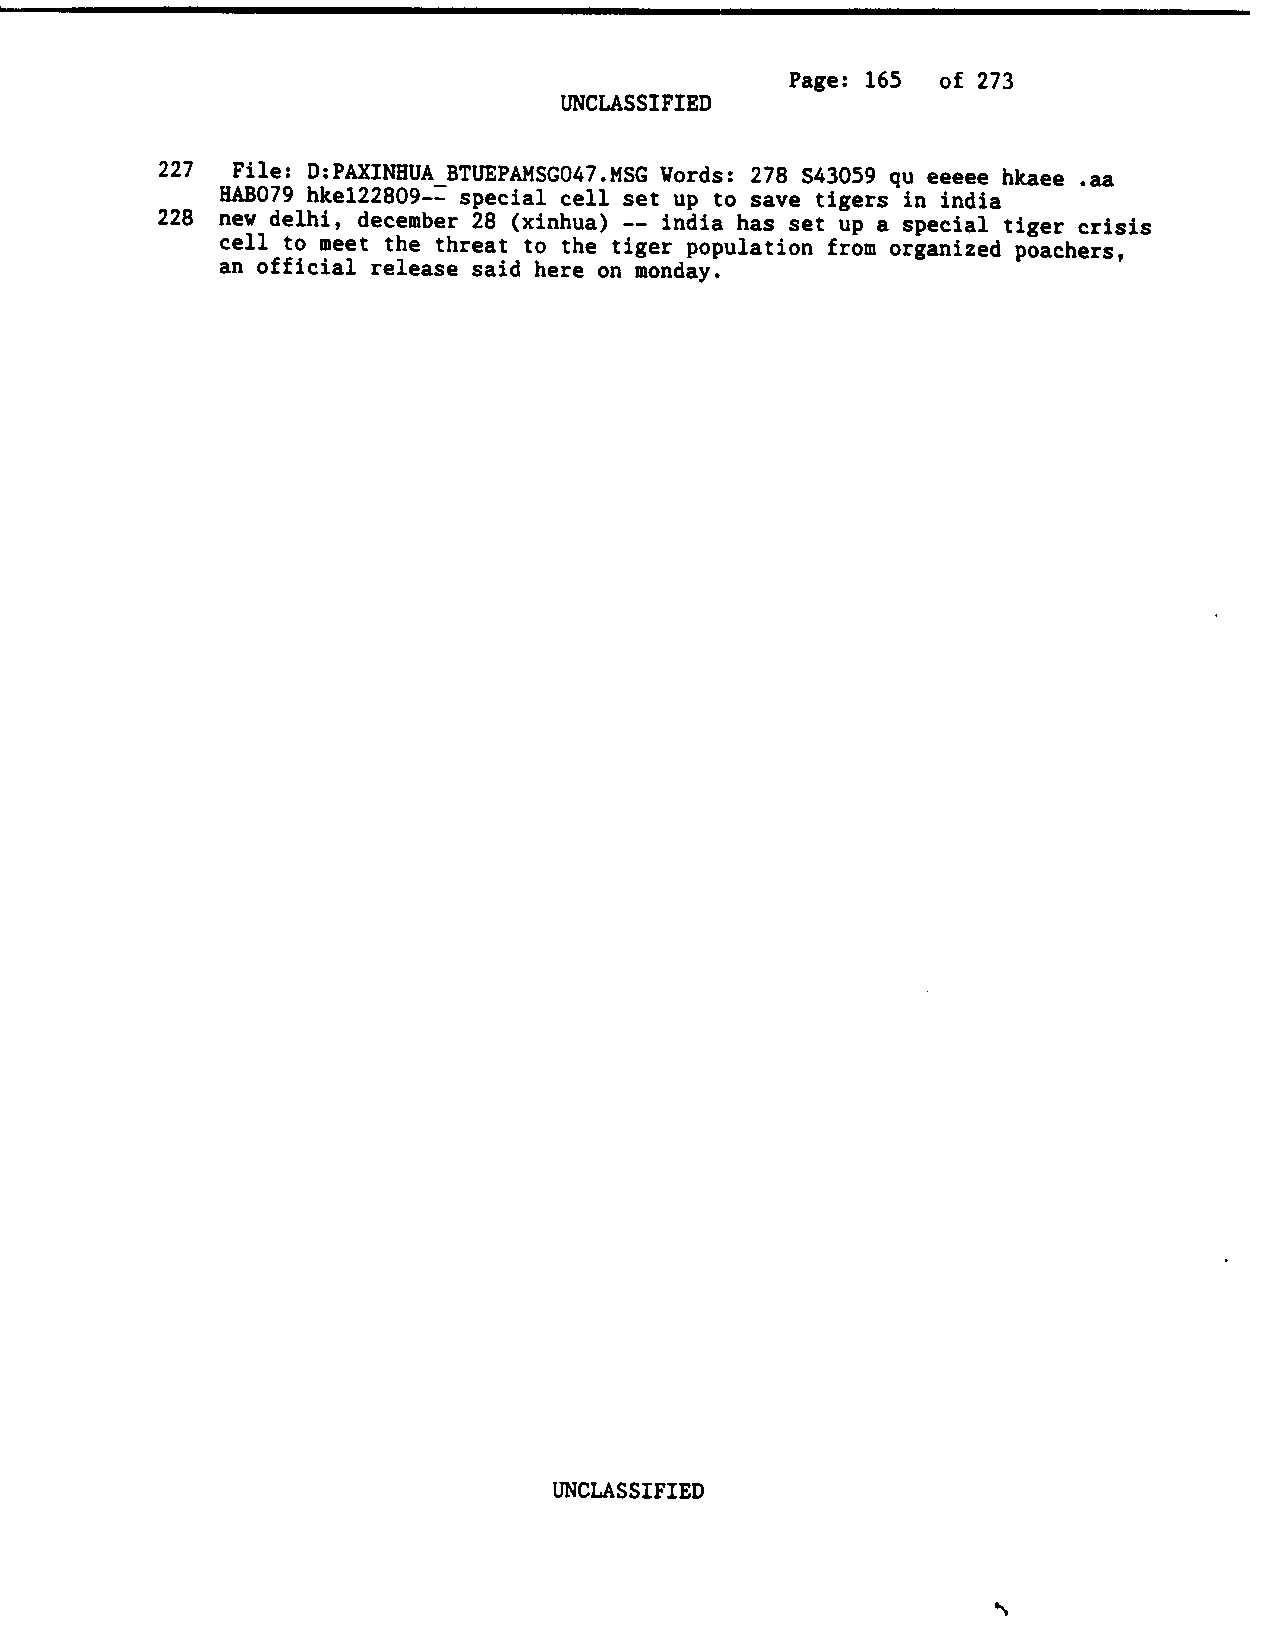 Page: 165 of 273
UNCLASSIFIED
227 File: D:PAXINHUA_BTUEPAMSG047.MSG Words: 278 S43059 qu eeeee hkaee .aa
HAB079 hke122809-- special cell set up to save tigers in india
228 new delhi, december 28 (xinhua) -- india has set up a special tiger crisis
cell to meet the threat to the tiger population from organized poachers,
an official release said here on monday.
UNCLASSIFIED